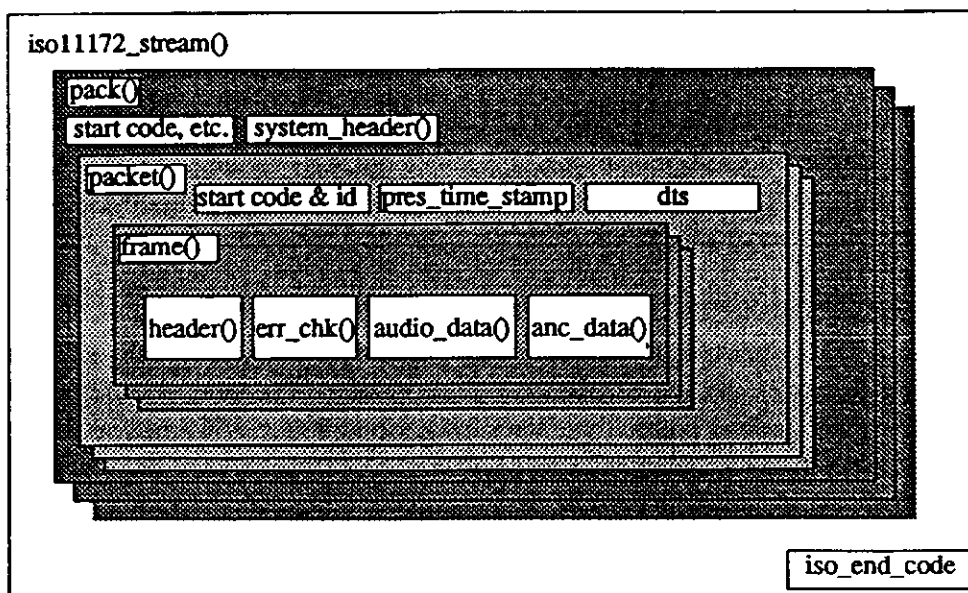 iso11172_stream()
pack()
start code, etc. system_header()
packet()
start code & id pres_time_stamp dts
frame()
header() err_chk() audio_data() anc_data()
iso_end_code